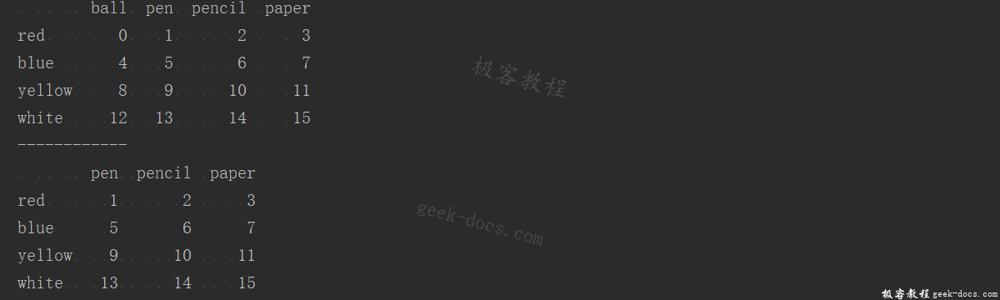 ball pen pencil paper
red 0 1 2 3
blue 4 5 6 7
yellow 8 9 10 11
white 12 13 14 15
------------
pen pencil paper
red 1 2 3
blue 5 6 7
yellow 9 10 11
white 13 14 15
极客教程
geek-docs.com
极客教程 geek-docs.com